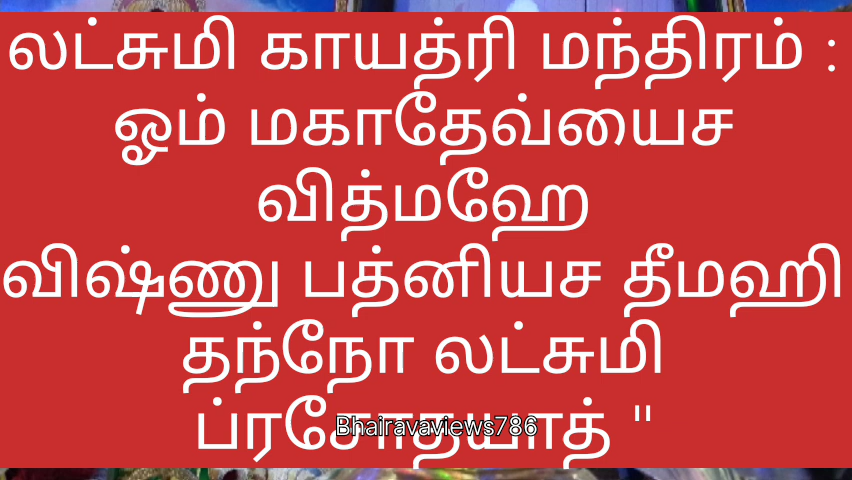 லட்சுமி காயத்ரி மந்திரம் :
ஓம் மகாதேவ்யைச
வித்மஹே
விஷ்ணு பத்னியச தீமஹி
தந்நோ லட்சுமி
ப்ரசோதயாத் "
Bhairavaviews786